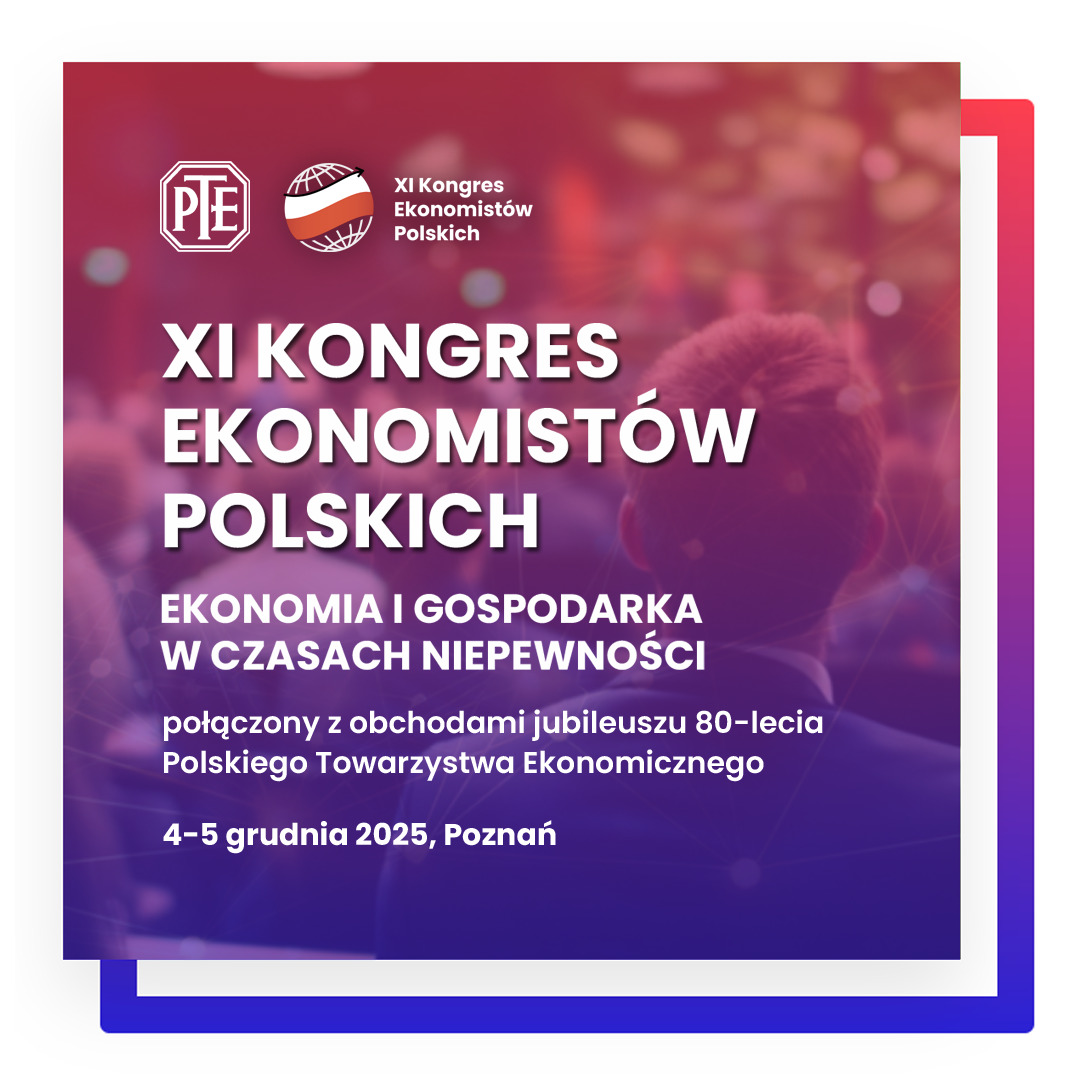 PTE
XI Kongres
Ekonomistów
Polskich
XI KONGRES
EKONOMISTÓW
POLSKICH
EKONOMIA I GOSPODARKA
W CZASACH NIEPEWNOŚCI
połączony z obchodami jubileuszu 80-lecia
Polskiego Towarzystwa Ekonomicznego
4-5 grudnia 2025, Poznań